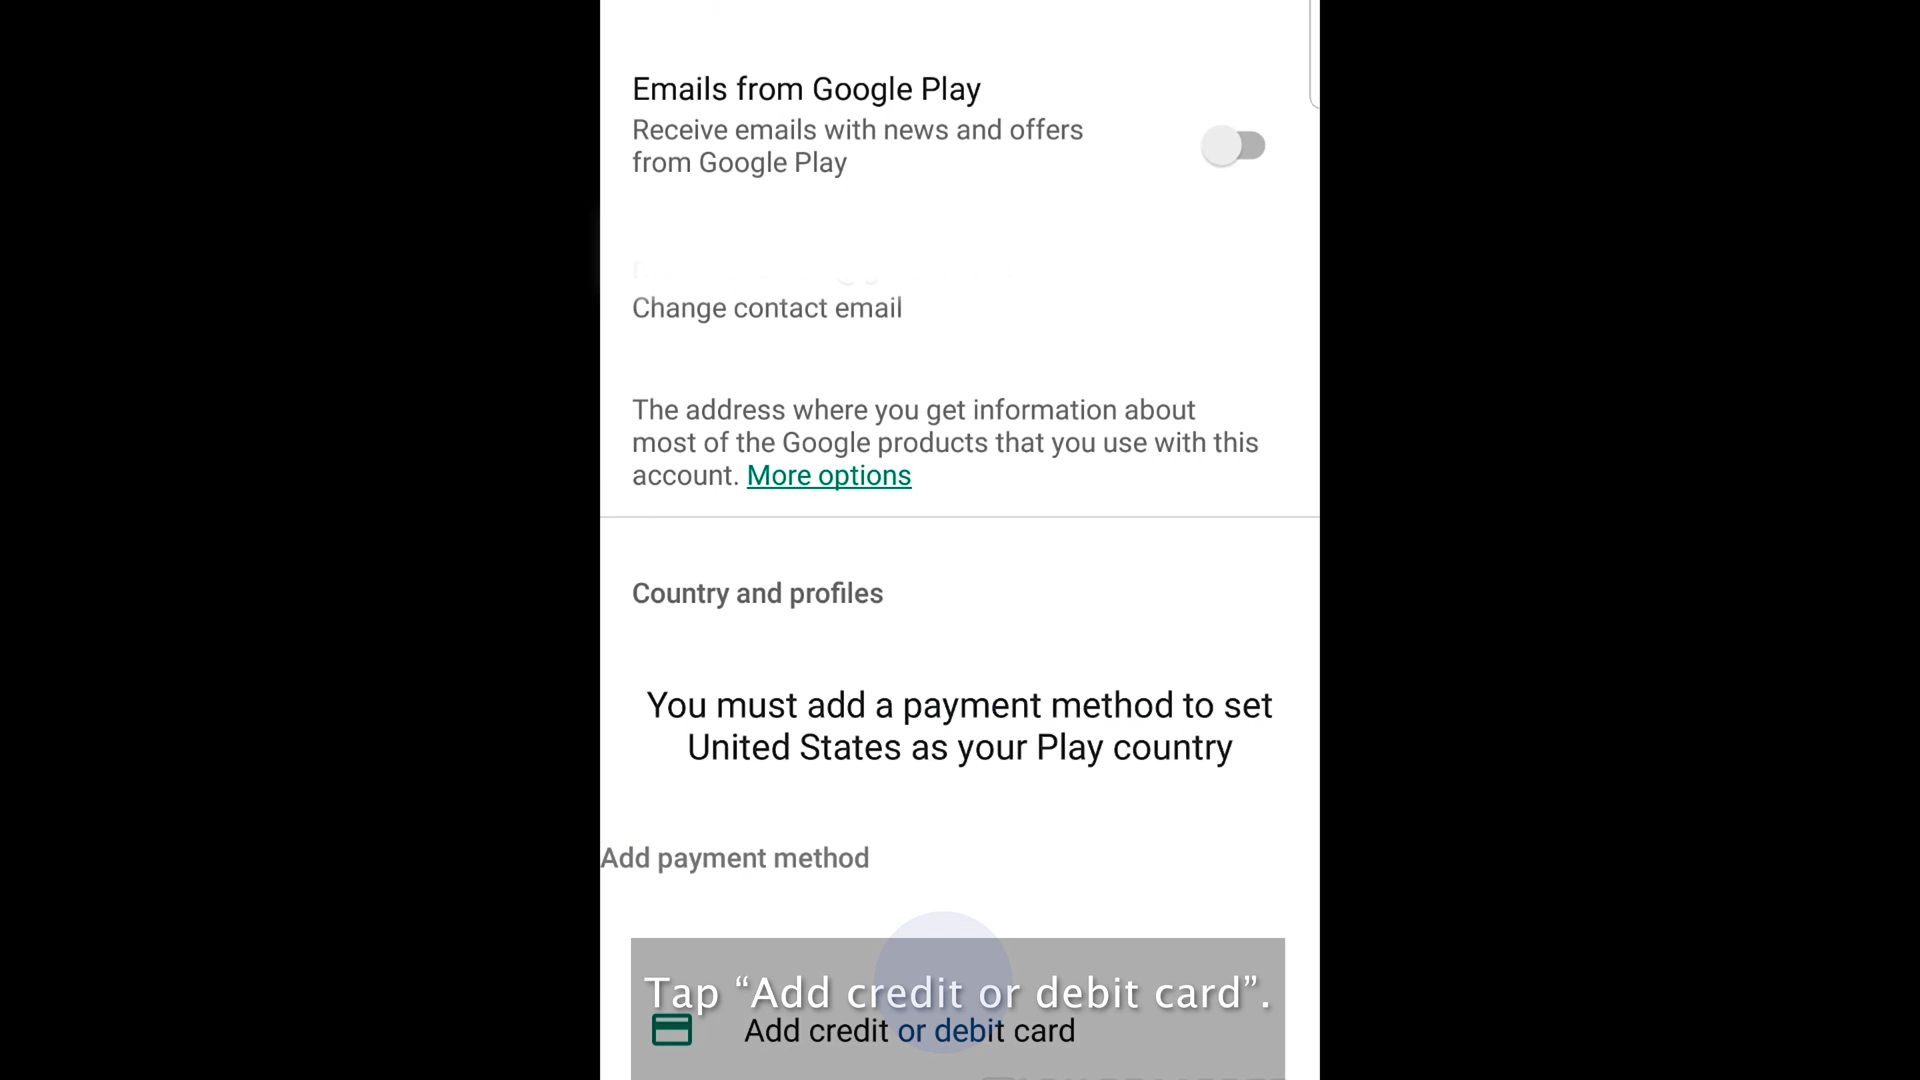 Emails from Google Play
Receive emails with news and offers
from Google Play
Change contact email
The address where you get information about
most of the Google products that you use with this
account. More options
Country and profiles
You must add a payment method to set
United States as your Play country
Add payment method
Tap “Add credit or debit card”.
Add credit or debit card